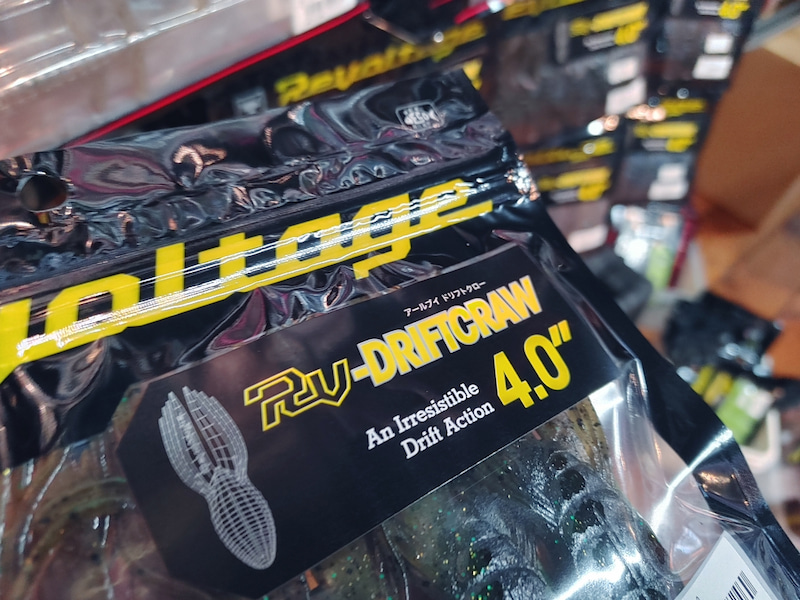 Revoltage
voltage
アールブイ ドリフトクロー
RV-DRIFTCRAW
An Irresistible
Drift Action
4.0"